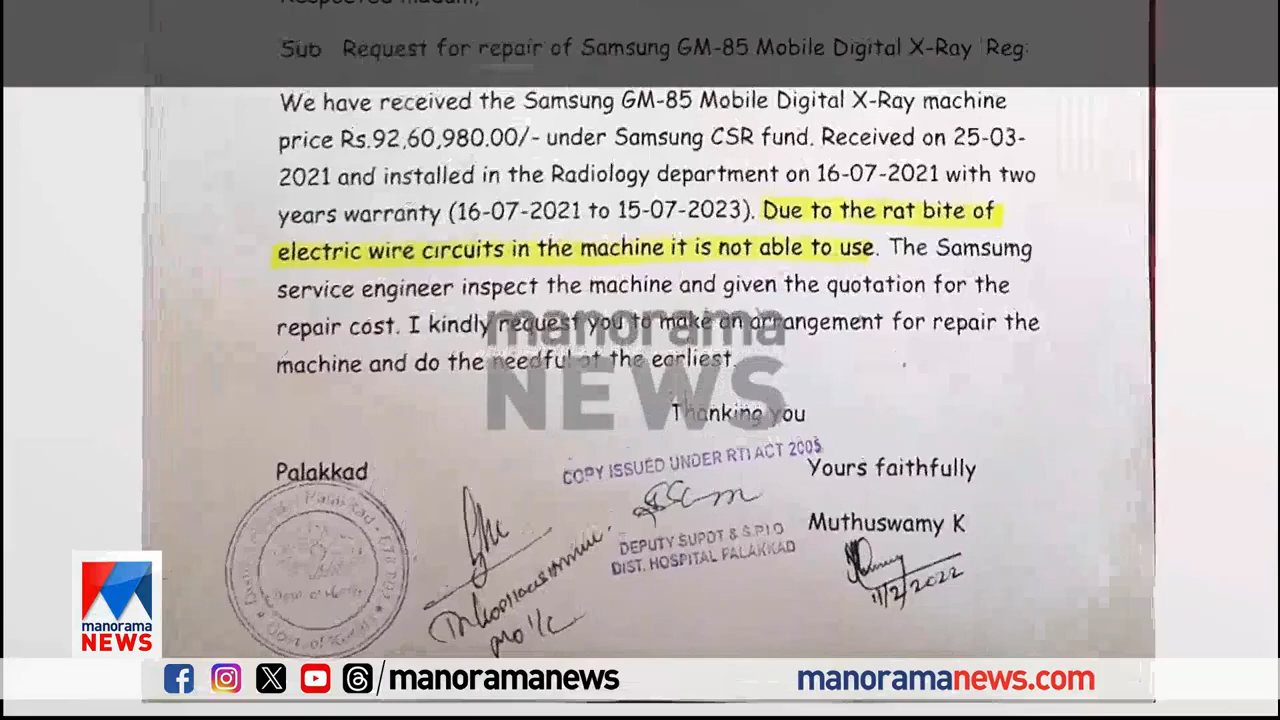 Respected madam,
Sub Request for repair of Samsung GM-85 Mobile Digital X-Ray Reg:
We have received the Samsung GM-85 Mobile Digital X-Ray machine
price Rs.92,60,980.00/- under Samsung CSR fund. Received on 25-03-
2021 and installed in the Radiology department on 16-07-2021 with two
years warranty (16-07-2021 to 15-07-2023). Due to the rat bite of
electric wire circuits in the machine it is not able to use. The Samsumg
service engineer inspect the machine and given the quotation for the
repair cost. I kindly request you to make an arrangement for repair the
machine and do the needful at the earliest.
manorama
NEWS
Thanking you
COPY ISSUED UNDER RTI ACT 2005
Palakkad
Yours faithfully
Muthuswamy K
DEPUTY SUPDT & S.P.I.O
DIST. HOSPITAL PALAKKAD
11/2/2022
manorama
NEWS
/manoramanews
manoramanews.com